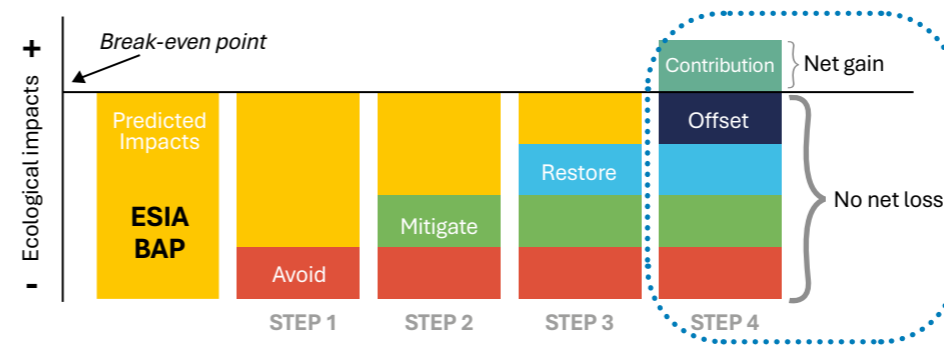 +
Ecological impacts
-
Break-even point
Predicted
Impacts
ESIA
BAP
Avoid
STEP 1
Mitigate
STEP 2
Restore
STEP 3
Contribution
Net gain
Offset
No net loss
STEP 4